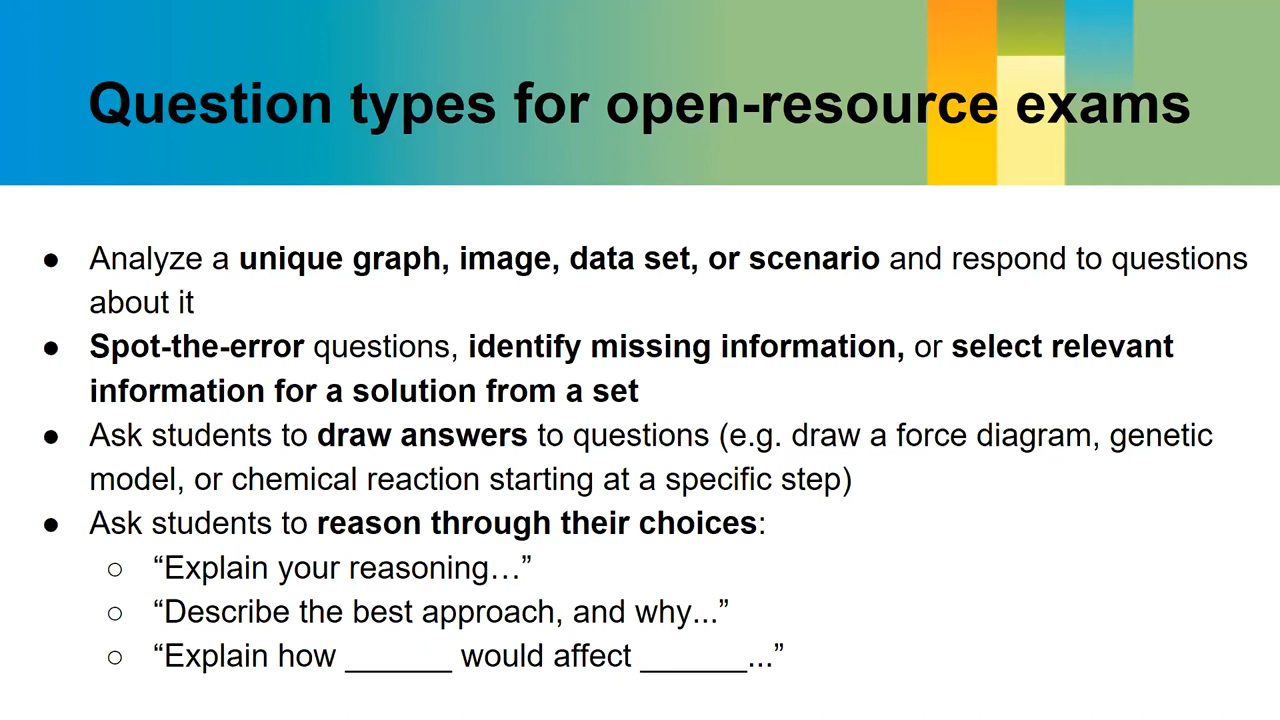 Question types for open-resource exams
● Analyze a unique graph, image, data set, or scenario and respond to questions
about it
● Spot-the-error questions, identify missing information, or select relevant
information for a solution from a set
● Ask students to draw answers to questions (e.g. draw a force diagram, genetic
model, or chemical reaction starting at a specific step)
● Ask students to reason through their choices:
○ “Explain your reasoning…”
○ “Describe the best approach, and why...”
○ “Explain how ______ would affect ______...”